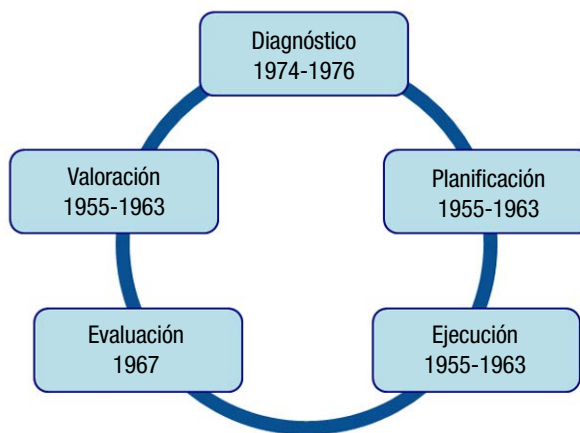 Diagnóstico
1974-1976
Valoración
1955-1963
Planificación
1955-1963
Evaluación
1967
Ejecución
1955-1963